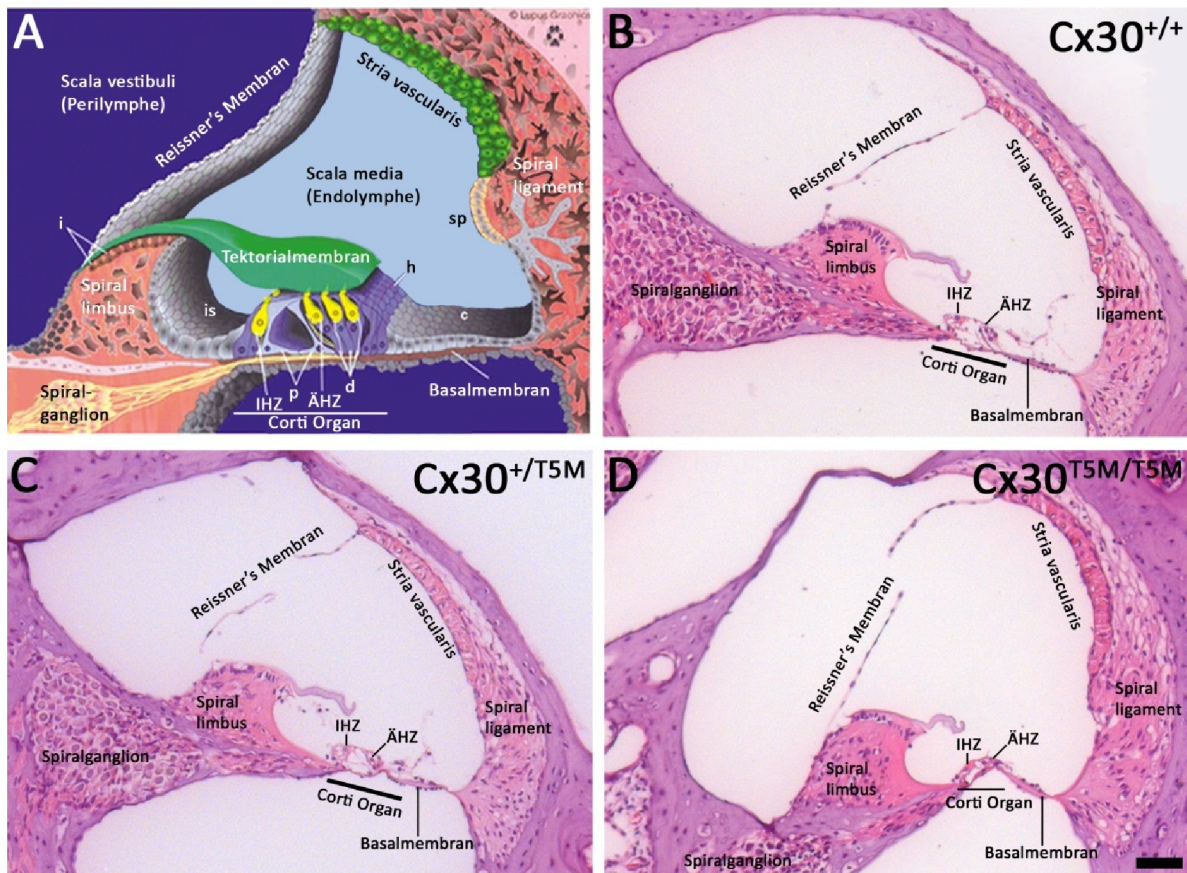 A
© Lupus Graphics
Scala vestibuli
(Perilymphe)
Reissner's Membran
Stria vascularis
Scala media
(Endolymphe)
Spiral
ligament
sp
i
Tektorialmembran
h
Spiral
limbus
is
c
Spiral-
ganglion
IHZ
p
ÄHZ
d
Basalmembran
Corti Organ
B
Cx30+/+
Reissner's Membran
Stria vascularis
Spiralganglion
Spiral
limbus
IHZ
ÄHZ
Spiral
ligament
Corti Organ
Basalmembran
C
Cx30+/T5M
Reissner's Membran
Stria vascularis
Spiral
limbus
Spiral
ligament
IHZ
ÄHZ
Spiralganglion
Corti Organ
Basalmembran
D
Cx30T5M/T5M
Stria vascularis
Reissner's Membran
Spiral
ligament
IHZ
ÄHZ
Spiral
limbus
Corti Organ
Basalmembran
Spiralganglion